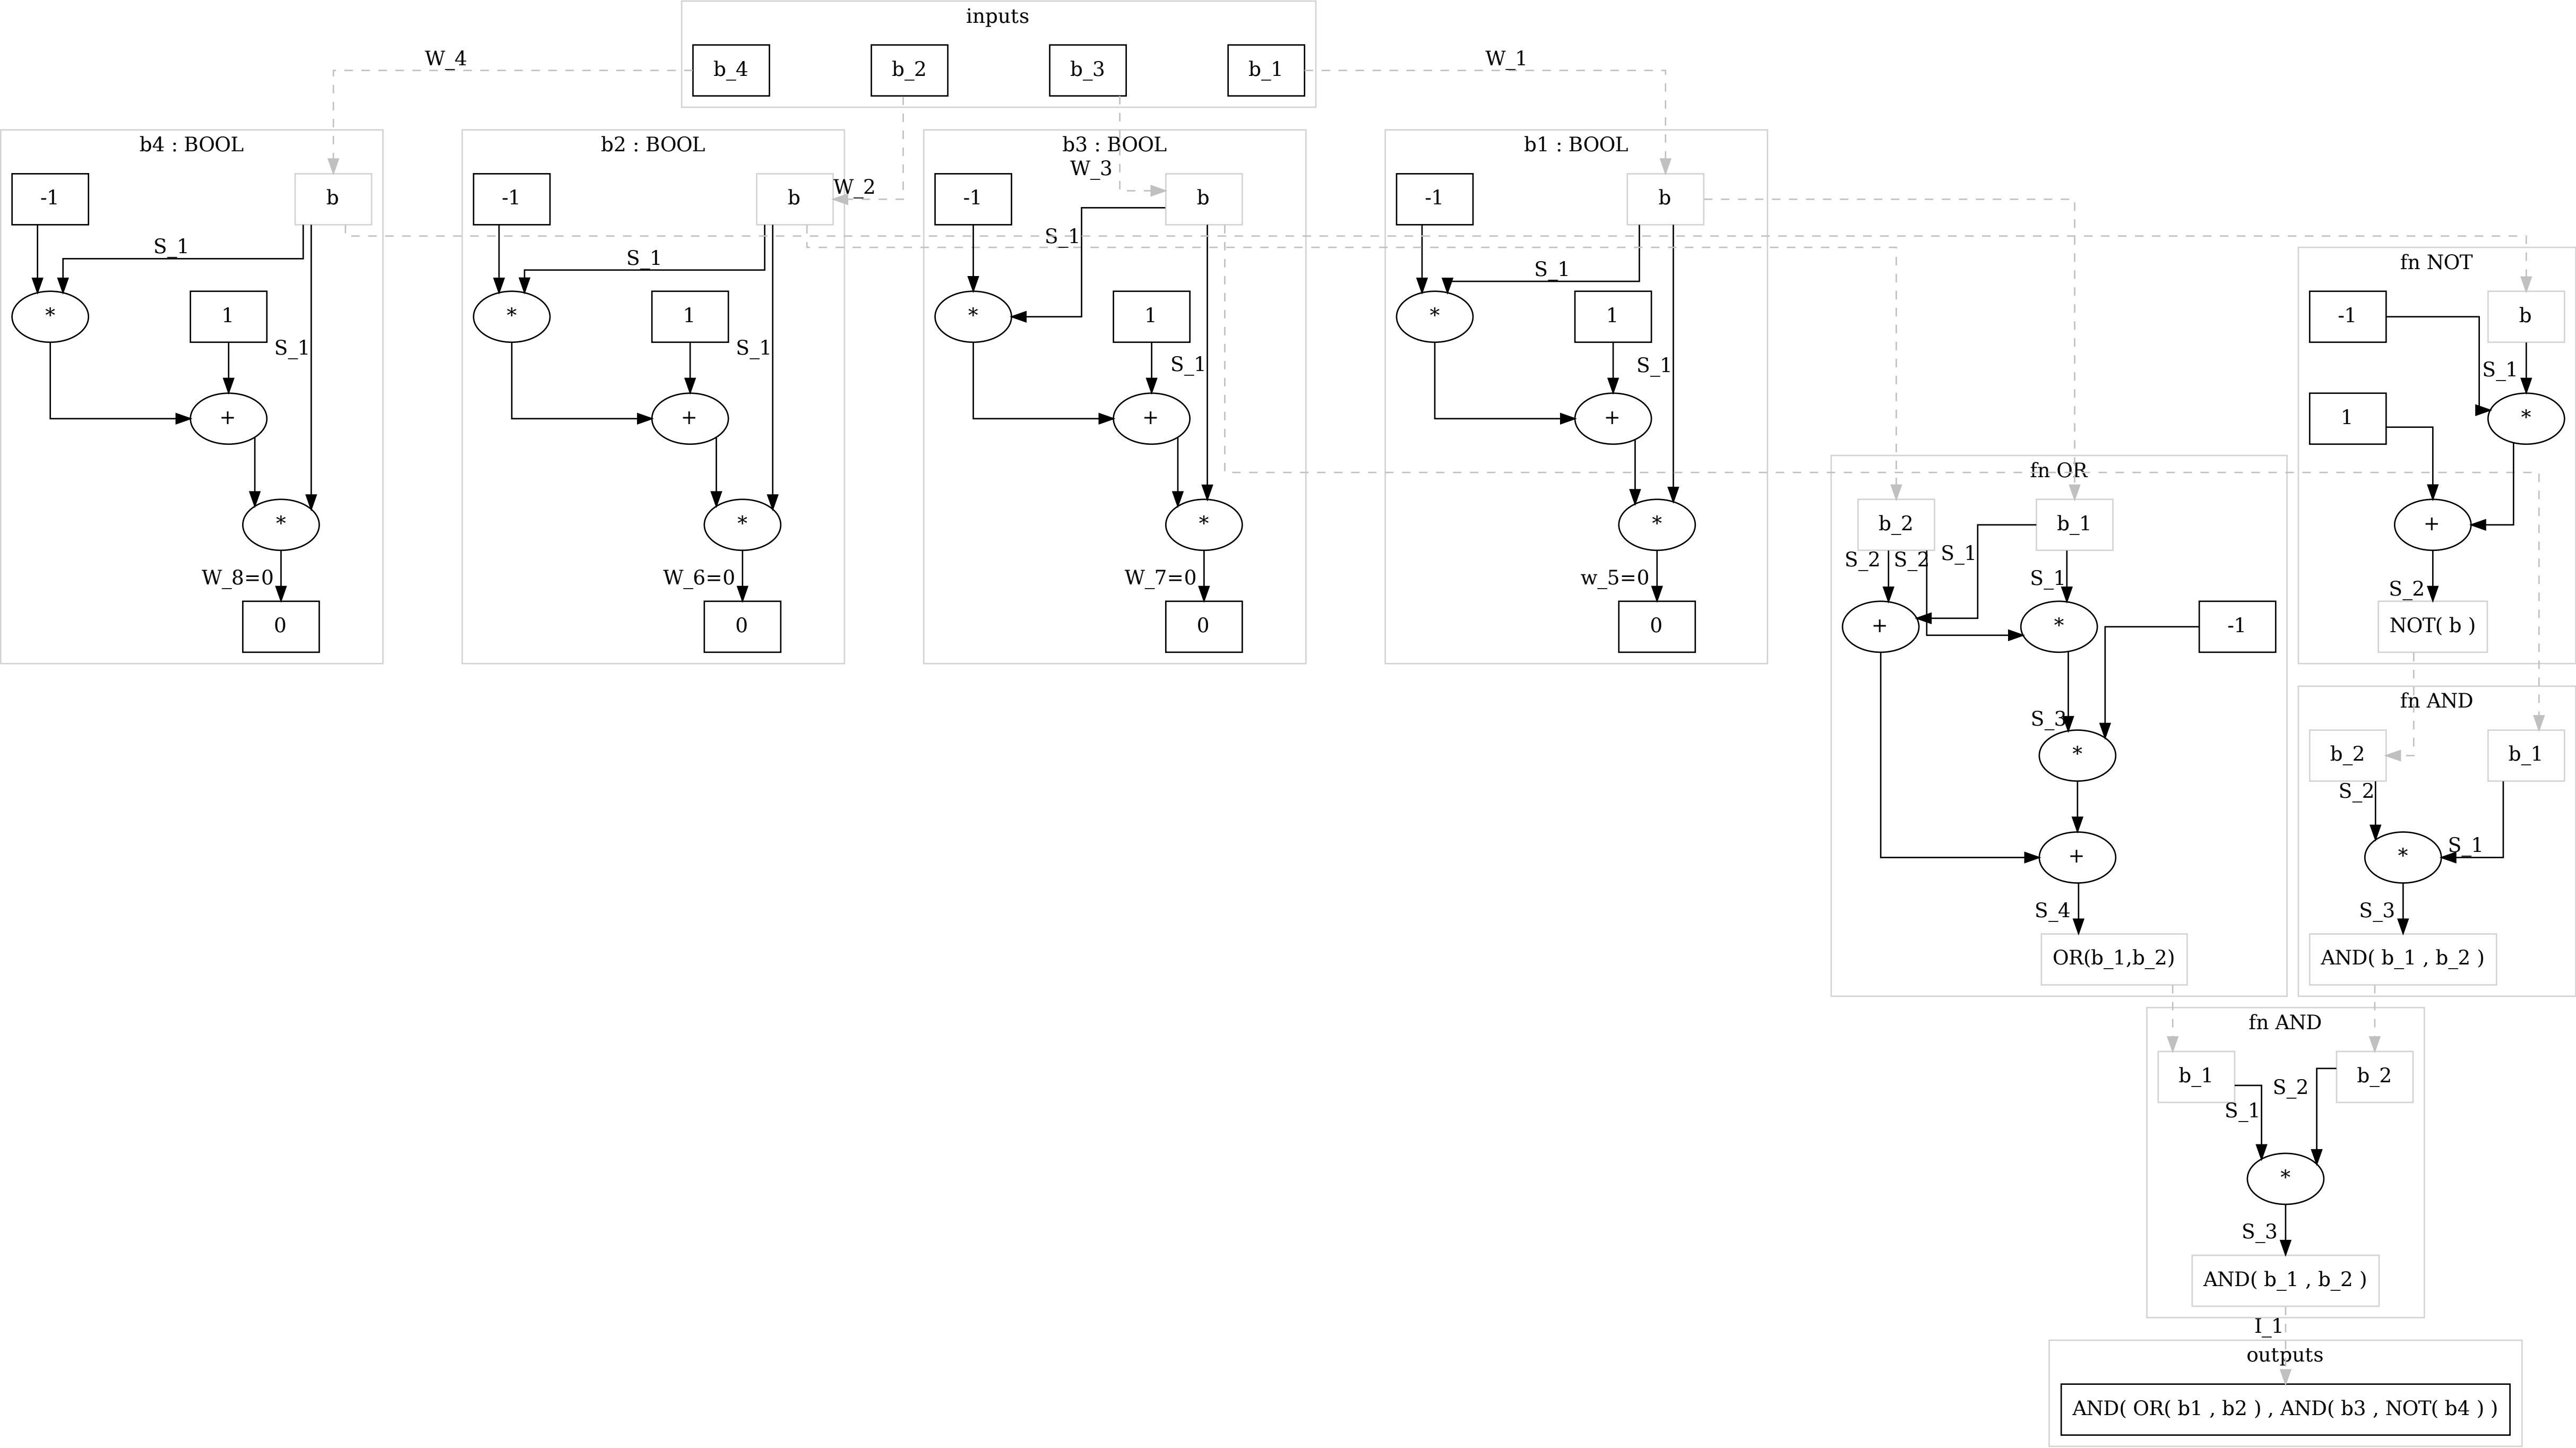 inputs
b_4
b_2
b_3
b_1
W_4
W_1
W_2
W_3
b4 : BOOL
-1
b
S_1
*
1
S_1
+
*
W_8=0
0
b2 : BOOL
-1
b
S_1
*
1
S_1
+
*
W_6=0
0
b3 : BOOL
-1
b
S_1
*
1
S_1
+
*
W_7=0
0
b1 : BOOL
-1
b
S_1
*
1
S_1
+
*
w_5=0
0
fn OR
b_2
b_1
S_2
S_2
S_1
S_1
+
*
-1
S_3
*
+
S_4
OR(b_1,b_2)
fn NOT
-1
b
S_1
1
*
+
S_2
NOT( b )
fn AND
b_2
b_1
S_2
S_1
*
S_3
AND( b_1 , b_2 )
fn AND
b_1
b_2
S_2
S_1
*
S_3
AND( b_1 , b_2 )
I_1
outputs
AND( OR( b1 , b2 ) , AND( b3 , NOT( b4 ) )